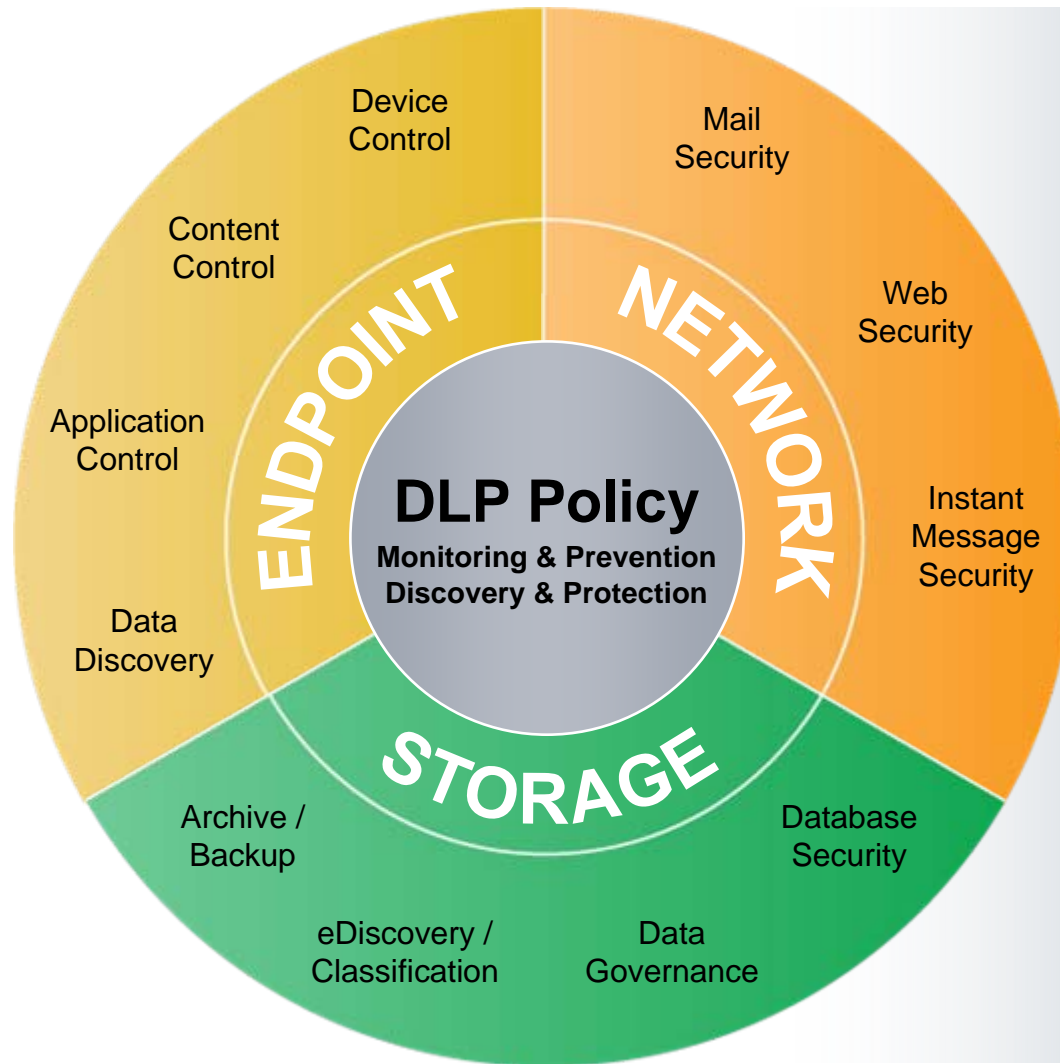 Device
Control
Content
Control
Application
Control
Data
Discovery
ENDPOINT
Mail
Security
Web
Security
Instant
Message
Security
NETWORK
DLP Policy
Monitoring & Prevention
Discovery & Protection
STORAGE
Archive /
Backup
eDiscovery /
Classification
Data
Governance
Database
Security